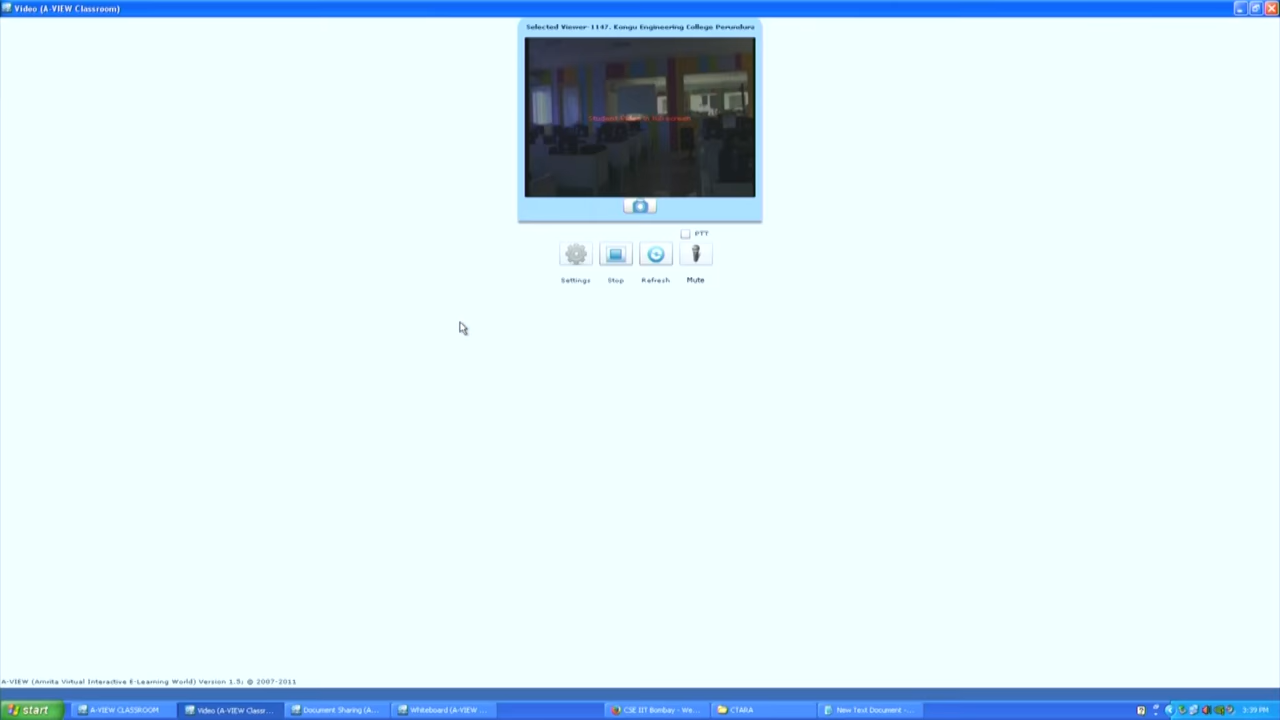 Video (A-VIEW Classroom)
Selected Viewer-1147, Kongu Engineering College Perundura
PTT
Settings
Stop
Refresh
Mute
A-VIEW (Amrita Virtual Interactive E-Learning World) Version 1.5; © 2007-2011
start
A-VIEW CLASSROOM
Video (A-VIEW Classr...
Document Sharing (A...
Whiteboard (A-VIEW ...
CSE IIT Bombay - We...
CTARA
New Text Document -...
3:39 PM